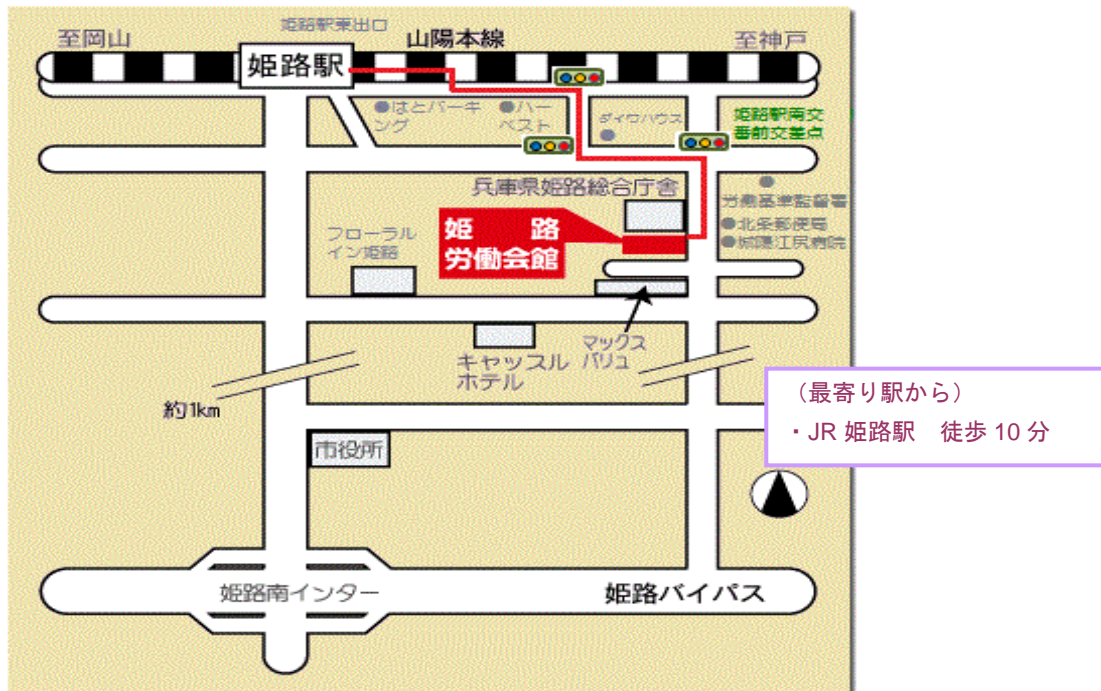 姫路駅東出口
至岡山
山陽本線
至神戸
姫路駅
●はとパーキ
ング
●ハー
ベスト
ダイワハウス
姫路駅南交
番前交差点
兵庫県姫路総合庁舎
労働基準監督署
●北条郵便局
●城陽江尻病院
姫 路
労働会館
フローラル
イン姫路
マックス
バリュ
キャッスル
ホテル
約1km
(最寄り駅から)
・JR 姫路駅 徒歩 10 分
市役所
姫路南インター
姫路バイパス